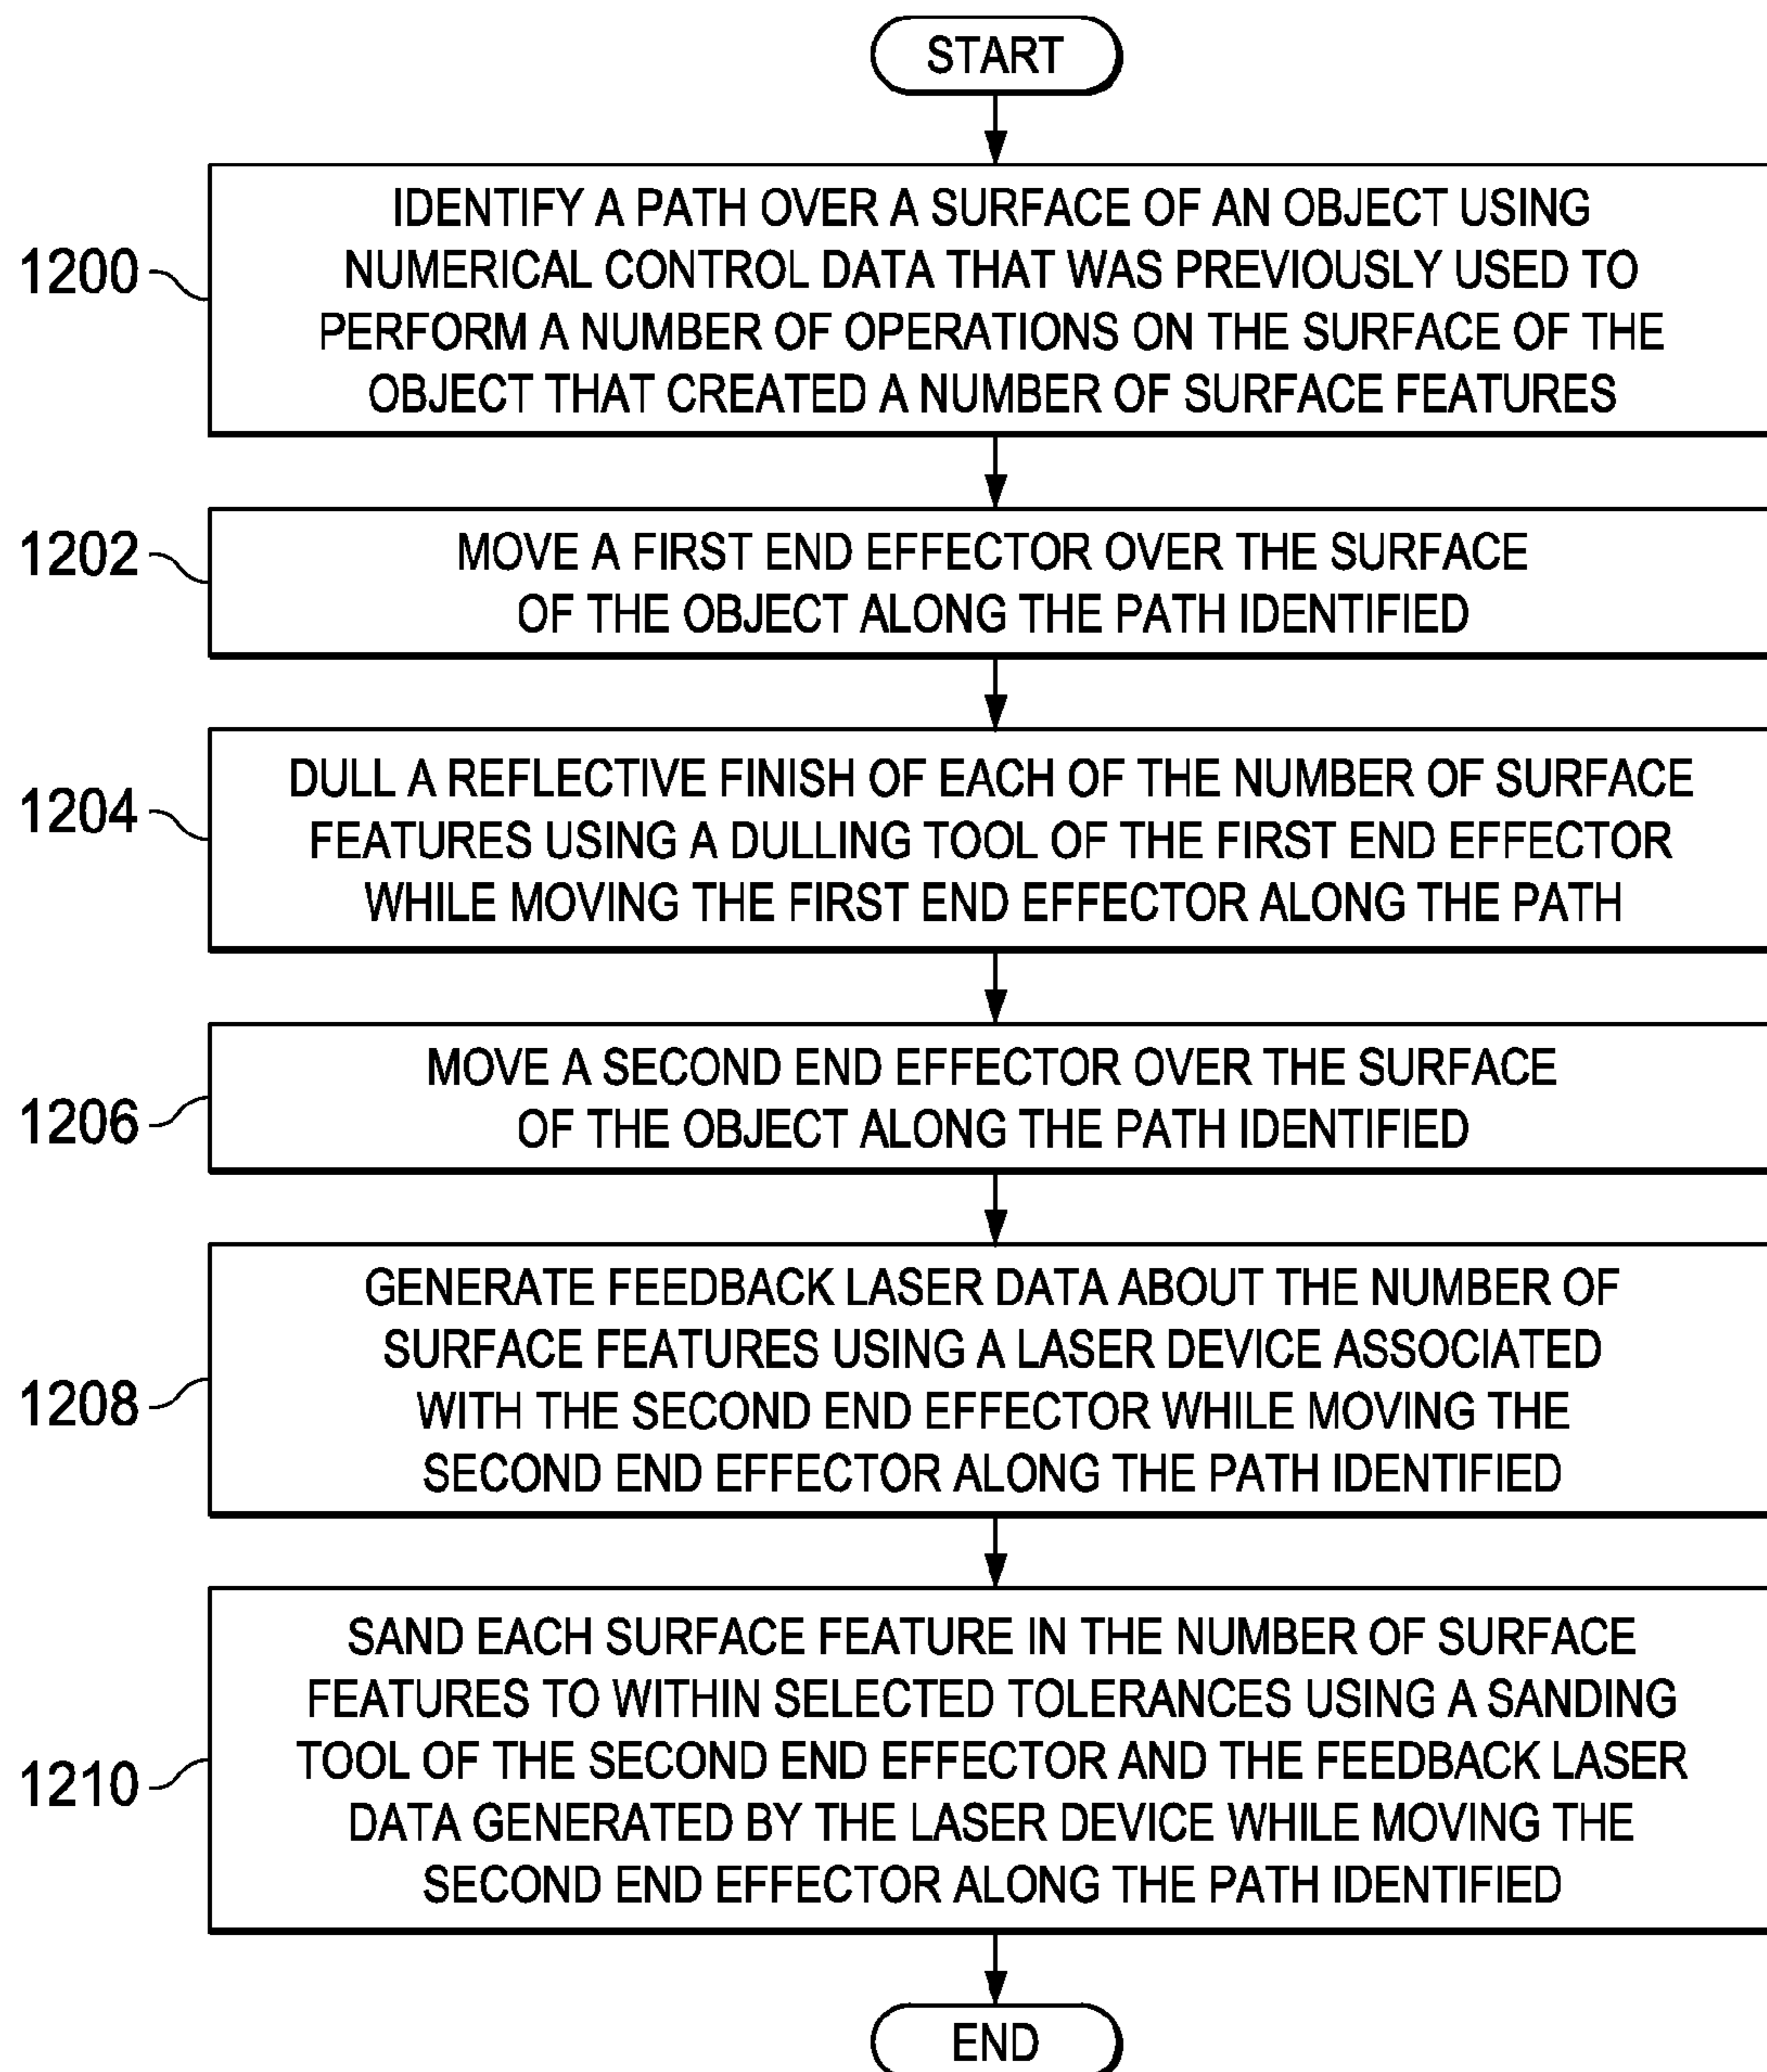 START
1200
IDENTIFY A PATH OVER A SURFACE OF AN OBJECT USING
NUMERICAL CONTROL DATA THAT WAS PREVIOUSLY USED TO
PERFORM A NUMBER OF OPERATIONS ON THE SURFACE OF THE
OBJECT THAT CREATED A NUMBER OF SURFACE FEATURES
1202
MOVE A FIRST END EFFECTOR OVER THE SURFACE
OF THE OBJECT ALONG THE PATH IDENTIFIED
1204
DULL A REFLECTIVE FINISH OF EACH OF THE NUMBER OF SURFACE
FEATURES USING A DULLING TOOL OF THE FIRST END EFFECTOR
WHILE MOVING THE FIRST END EFFECTOR ALONG THE PATH
1206
MOVE A SECOND END EFFECTOR OVER THE SURFACE
OF THE OBJECT ALONG THE PATH IDENTIFIED
1208
GENERATE FEEDBACK LASER DATA ABOUT THE NUMBER OF
SURFACE FEATURES USING A LASER DEVICE ASSOCIATED
WITH THE SECOND END EFFECTOR WHILE MOVING THE
SECOND END EFFECTOR ALONG THE PATH IDENTIFIED
1210
SAND EACH SURFACE FEATURE IN THE NUMBER OF SURFACE
FEATURES TO WITHIN SELECTED TOLERANCES USING A SANDING
TOOL OF THE SECOND END EFFECTOR AND THE FEEDBACK LASER
DATA GENERATED BY THE LASER DEVICE WHILE MOVING THE
SECOND END EFFECTOR ALONG THE PATH IDENTIFIED
END